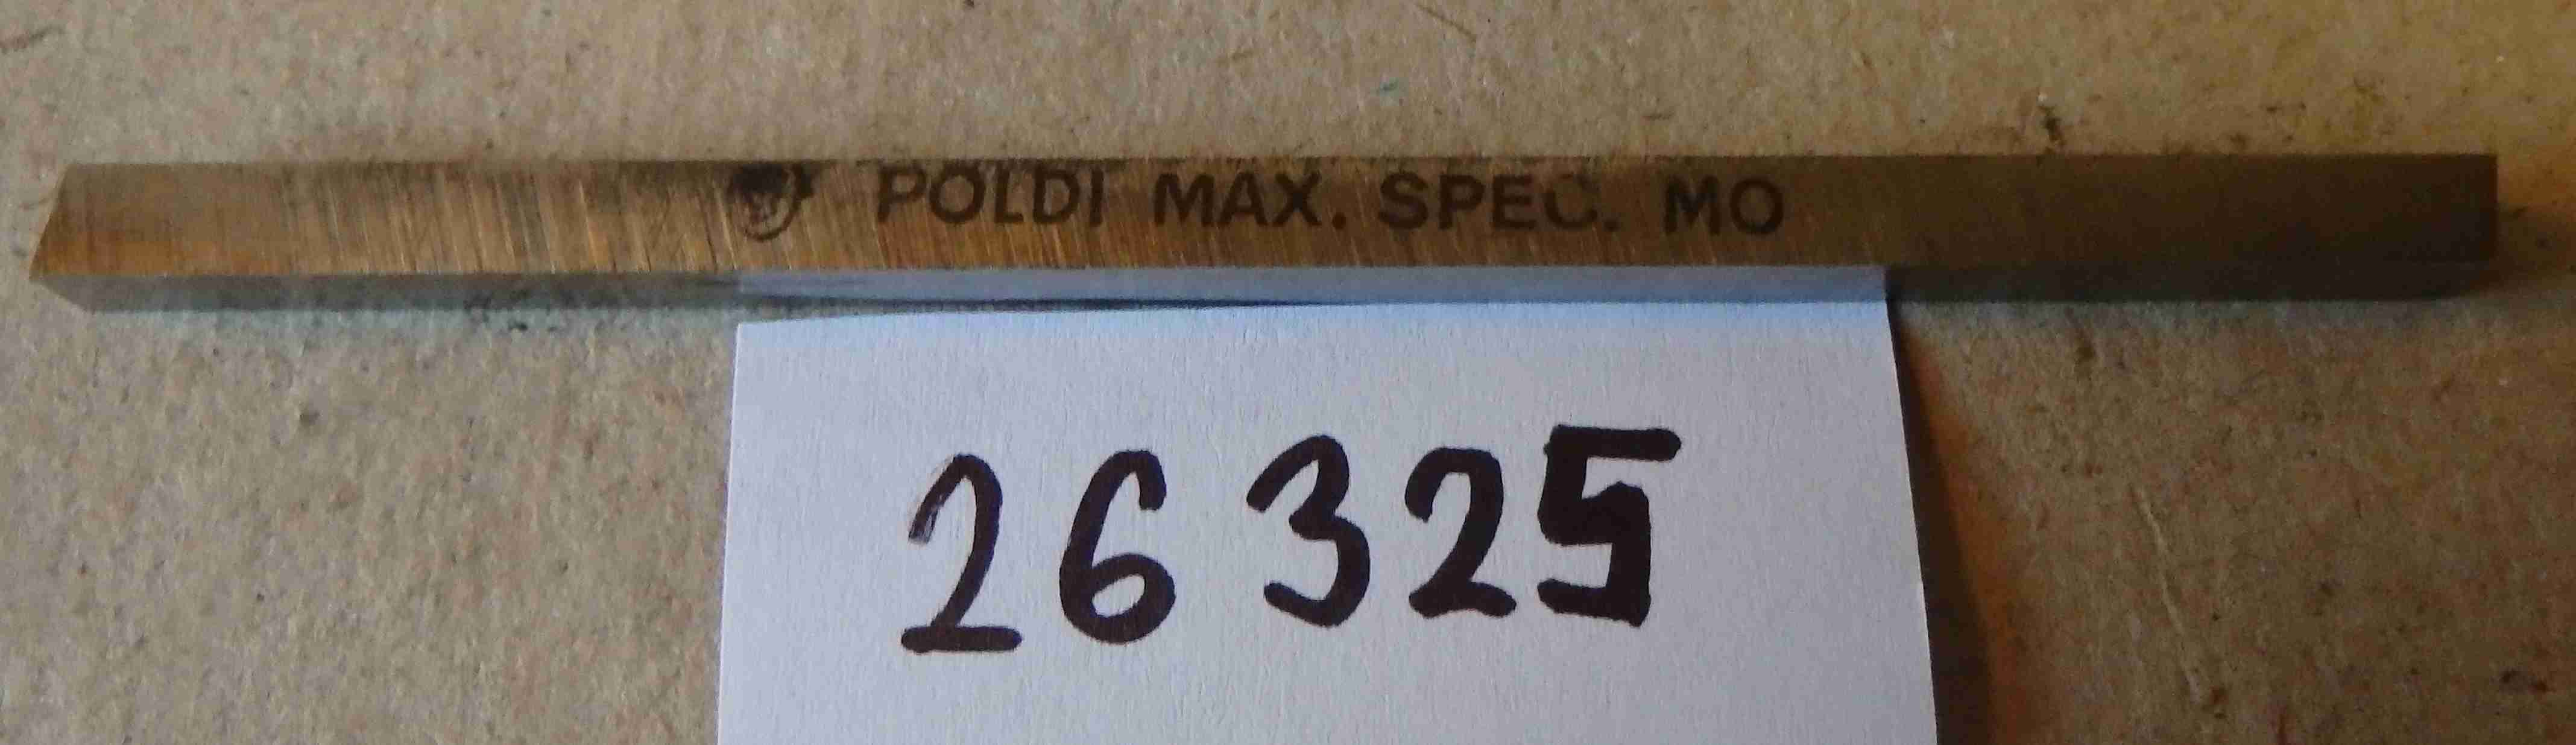 POLDI MAX. SPEC. MO
26325